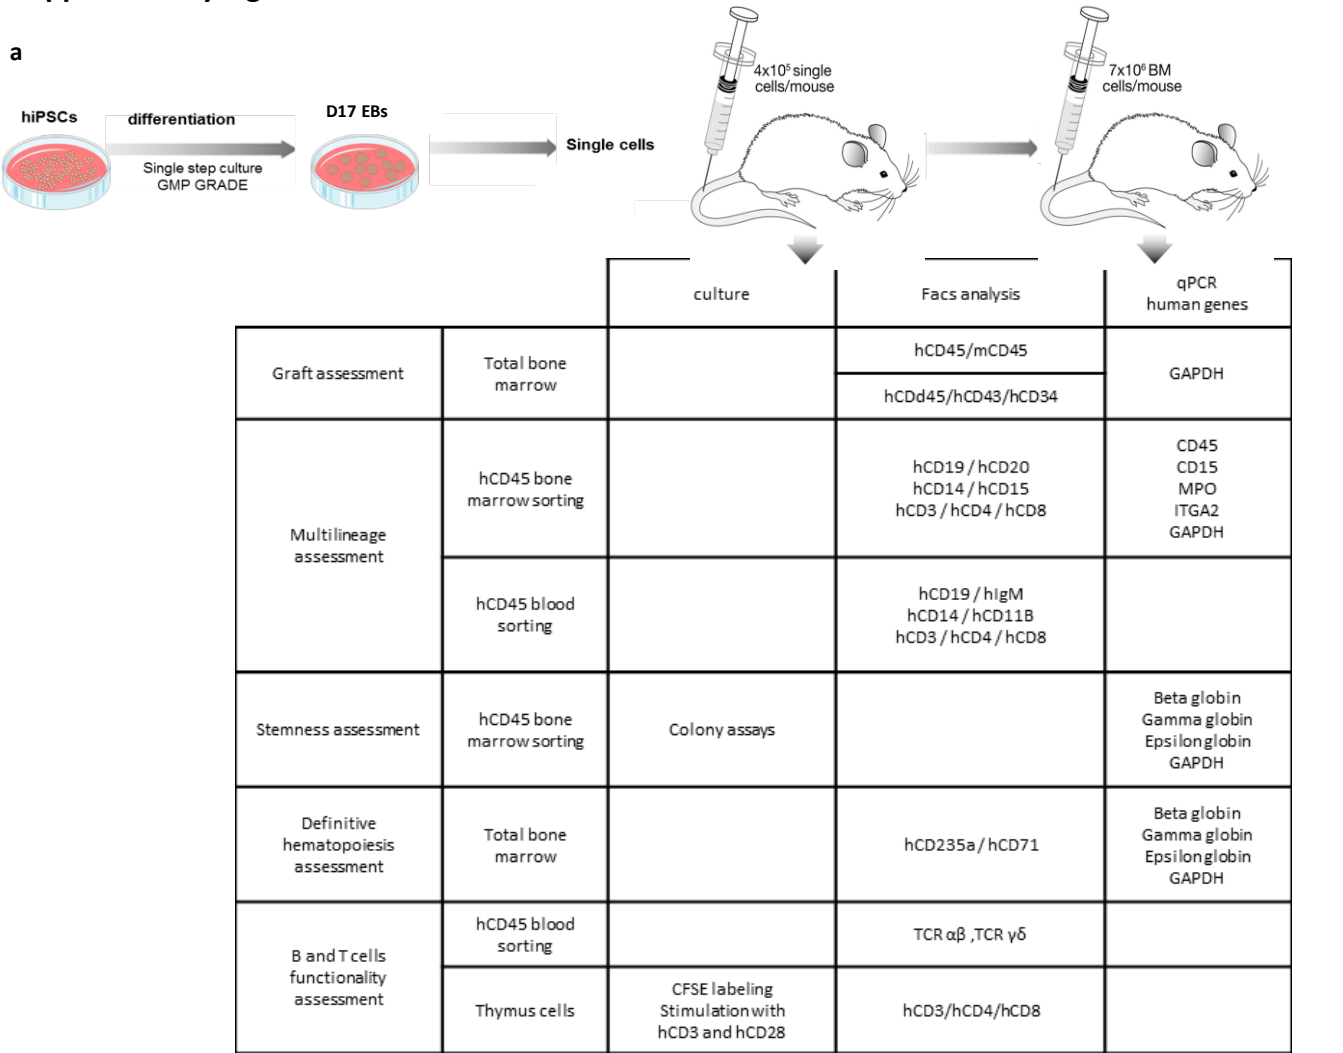 a
hiPSCs
differentiation
Single step culture
GMP GRADE
D17 EBs
Single cells
4x10⁵ single
cells/mouse
7x10⁶ BM
cells/mouse
culture
Facs analysis
qPCR
human genes
Graft assessment
Total bone
marrow
hCD45/mCD45
hCDd45/hCD43/hCD34
GAPDH
Multilineage
assessment
hCD45 bone
marrow sorting
hCD19 / hCD20
hCD14 / hCD15
hCD3 / hCD4 / hCD8
CD45
CD15
MPO
ITGA2
GAPDH
hCD45 blood
sorting
hCD19 / hIgM
hCD14 / hCD11B
hCD3 / hCD4 / hCD8
Stemness assessment
hCD45 bone
marrow sorting
Colony assays
Beta globin
Gamma globin
Epsilon globin
GAPDH
Definitive
hematopoiesis
assessment
Total bone
marrow
hCD235a/ hCD71
Beta globin
Gamma globin
Epsilon globin
GAPDH
B and T cells
functionality
assessment
hCD45 blood
sorting
TCR αβ ,TCR γδ
Thymus cells
CFSE labeling
Stimulation with
hCD3 and hCD28
hCD3/hCD4/hCD8